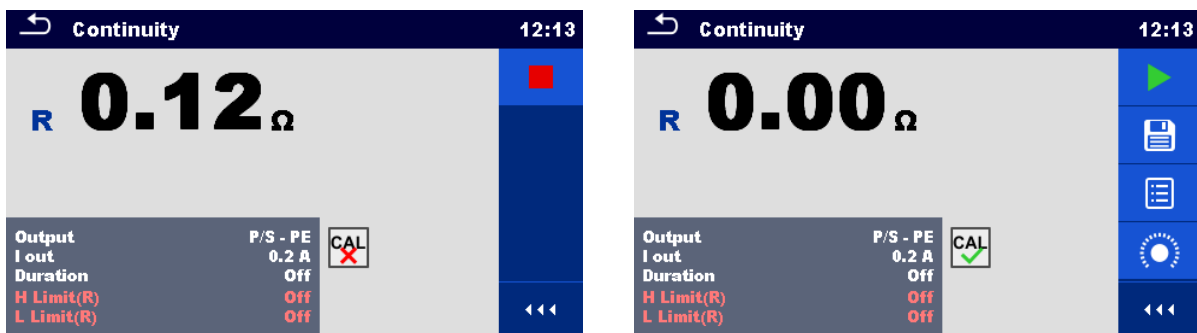 Continuity 12:13
R 0.12 Ω
Output P/S - PE
I out 0.2 A
Duration Off
H Limit(R) Off
L Limit(R) Off
CAL
Continuity 12:13
R 0.00 Ω
Output P/S - PE
I out 0.2 A
Duration Off
H Limit(R) Off
L Limit(R) Off
CAL